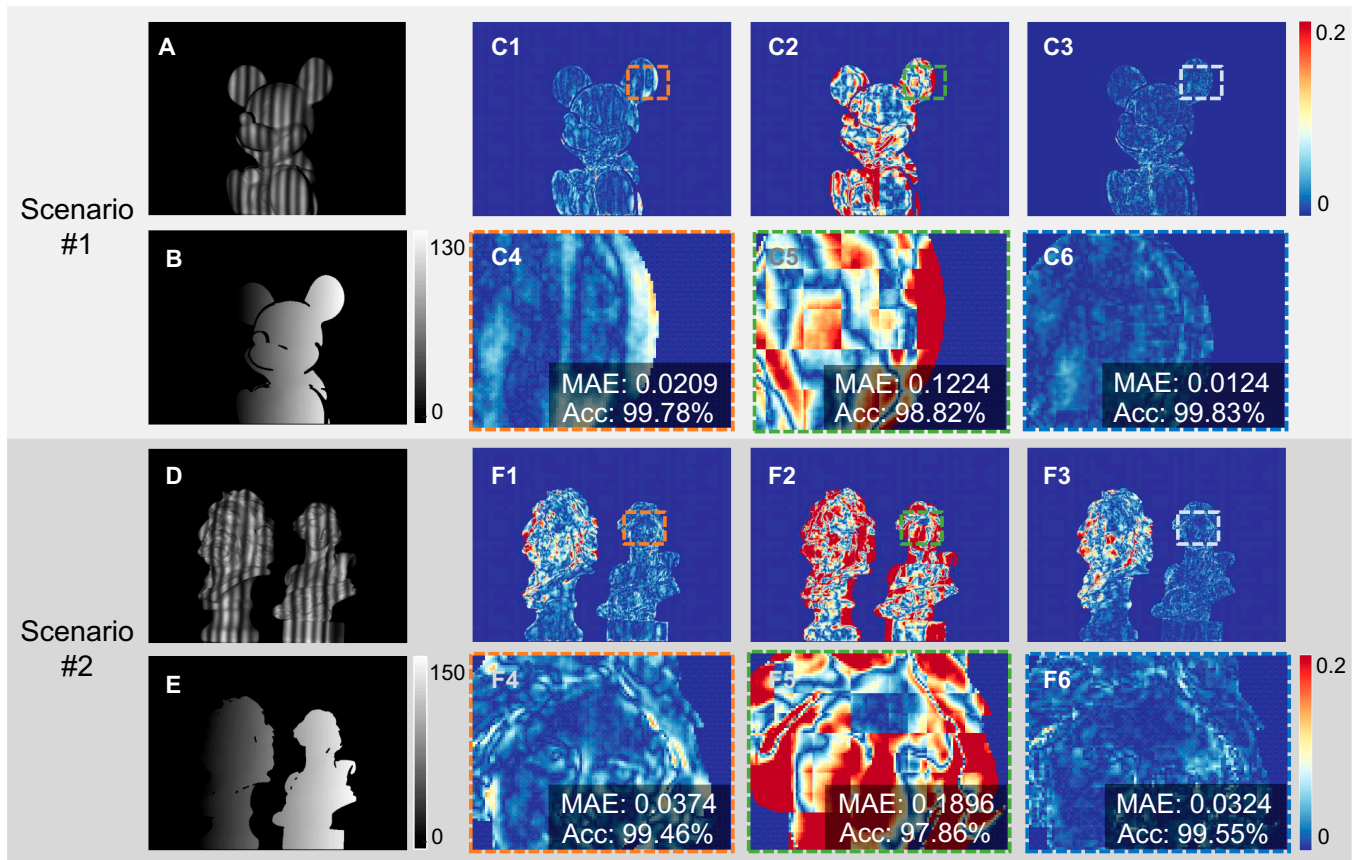 A
C1
C2
C3
0.2
0
Scenario
#1
B
130
0
C4
MAE: 0.0209
Acc: 99.78%
C5
MAE: 0.1224
Acc: 98.82%
C6
MAE: 0.0124
Acc: 99.83%
D
F1
F2
F3
Scenario
#2
E
150
0
F4
MAE: 0.0374
Acc: 99.46%
F5
MAE: 0.1896
Acc: 97.86%
F6
MAE: 0.0324
Acc: 99.55%
0.2
0